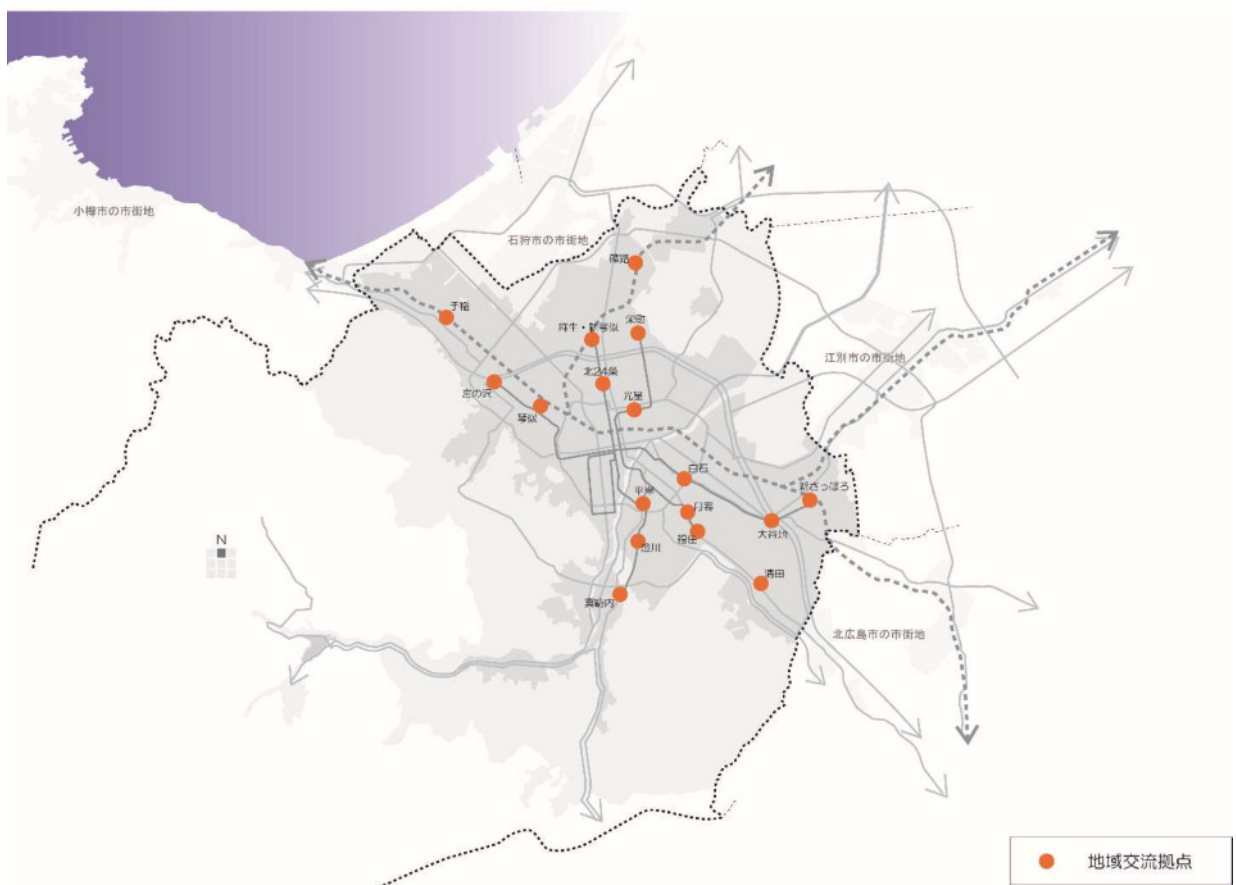 小樽市の市街地
石狩市の市街地
篠路
手稲
麻生・新琴似
栄町
江別市の市街地
宮の沢
北24条
光星
琴似
白石
新さっぽろ
平岸
月寒
大谷地
福住
澄川
N
清田
真駒内
北広島市の市街地
地域交流拠点